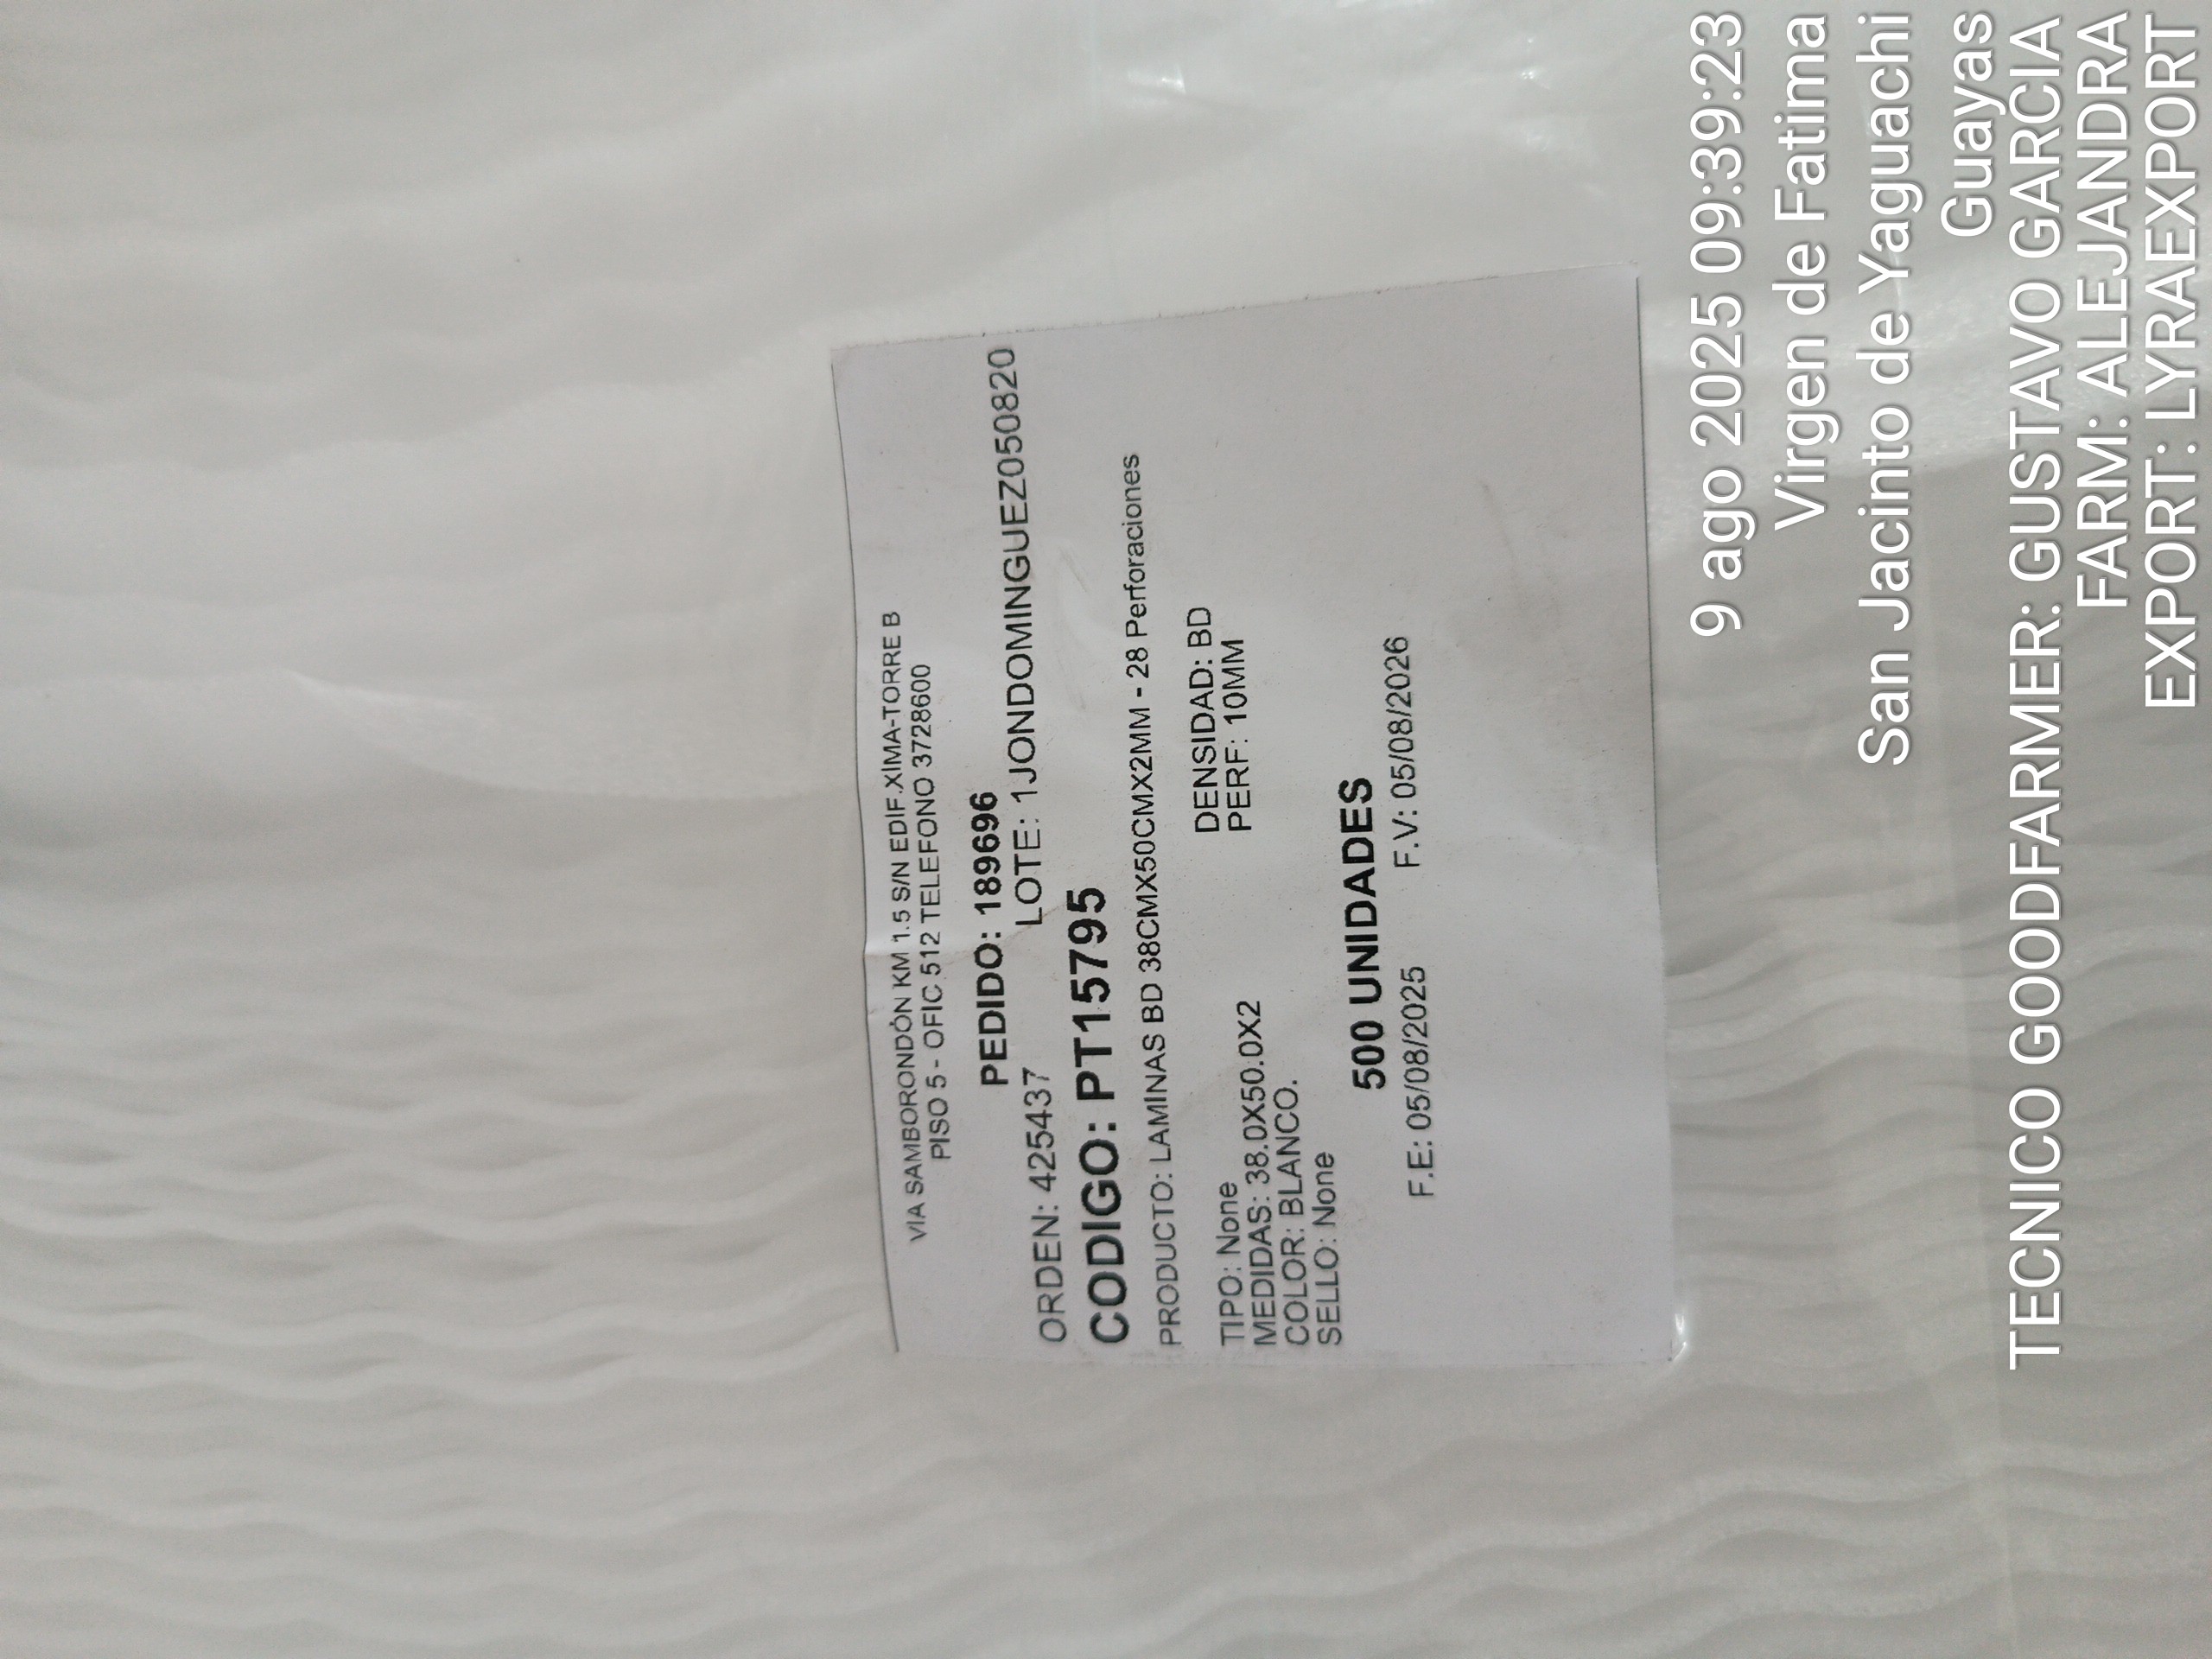 VIA SAMBORONDÓN KM 1.5 S/N EDIF.XIMA-TORRE B
PISO 5 - OFIC 512 TELEFONO 3728600
PEDIDO: 189696
ORDEN: 425437 LOTE: 1JONDOMINGUEZ050820
CODIGO: PT15795
PRODUCTO: LAMINAS BD 38CMX50CMX2MM - 28 Perforaciones
TIPO: None DENSIDAD: BD
MEDIDAS: 38.0X50.0X2 PERF: 10MM
COLOR: BLANCO.
SELLO: None
500 UNIDADES
F.E: 05/08/2025 F.V: 05/08/2026
9 ago 2025 09:39:23
Virgen de Fatima
San Jacinto de Yaguachi
Guayas
TECNICO GOODFARMER: GUSTAVO GARCIA
FARM: ALEJANDRA
EXPORT: LYRAEXPORT